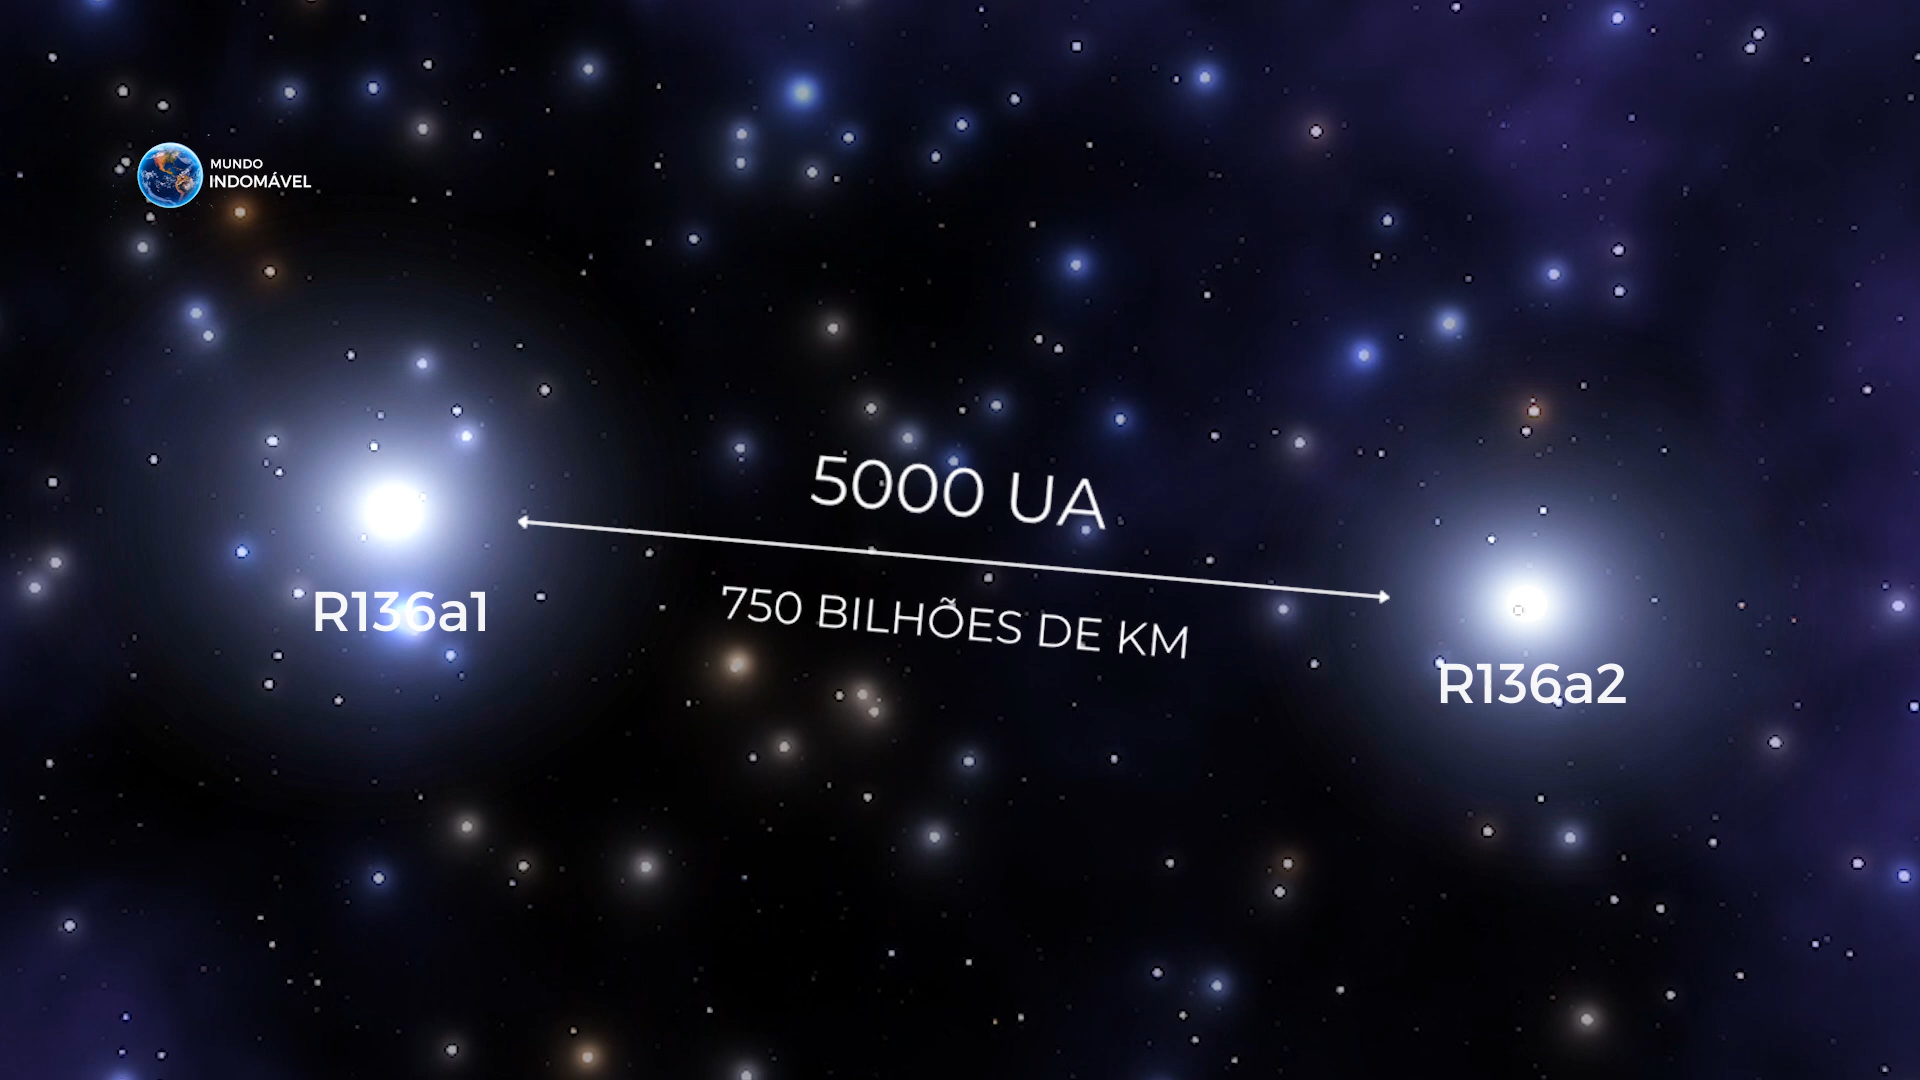 MUNDO
INDOMÁVEL
5000 UA
750 BILHÕES DE KM
R136a1
R136a2